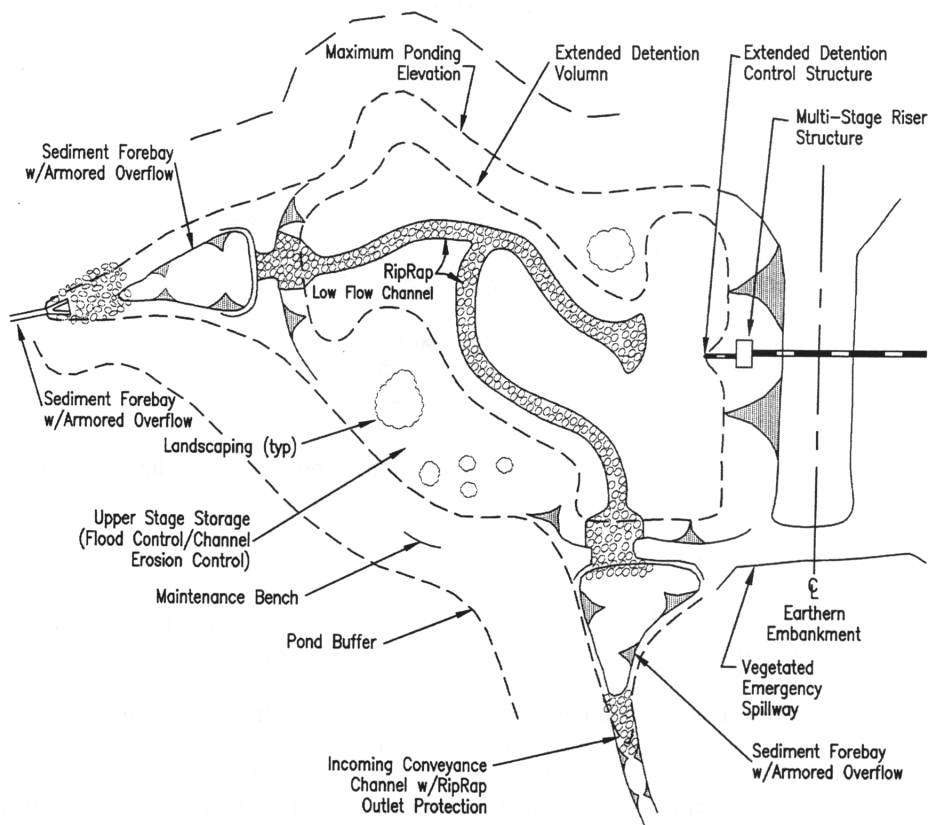 Maximum Ponding
Elevation
Extended Detention
Volumn
Extended Detention
Control Structure
Multi-Stage Riser
Structure
Sediment Forebay
w/Armored Overflow
RipRap
Low Flow Channel
Sediment Forebay
w/Armored Overflow
Landscaping (typ)
Upper Stage Storage
(Flood Control/Channel
Erosion Control)
Maintenance Bench
Pond Buffer
℄
Earthern
Embankment
Vegetated
Emergency
Spillway
Incoming Conveyance
Channel w/RipRap
Outlet Protection
Sediment Forebay
w/Armored Overflow